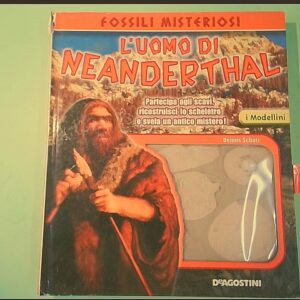 FOSSILI MISTERIOSI
L'UOMO DI
NEANDERTHAL
Partecipa agli scavi,
ricostruisci lo scheletro
e svela un antico mistero!
i Modellini
Dennis Schatz
DeAGOSTINI